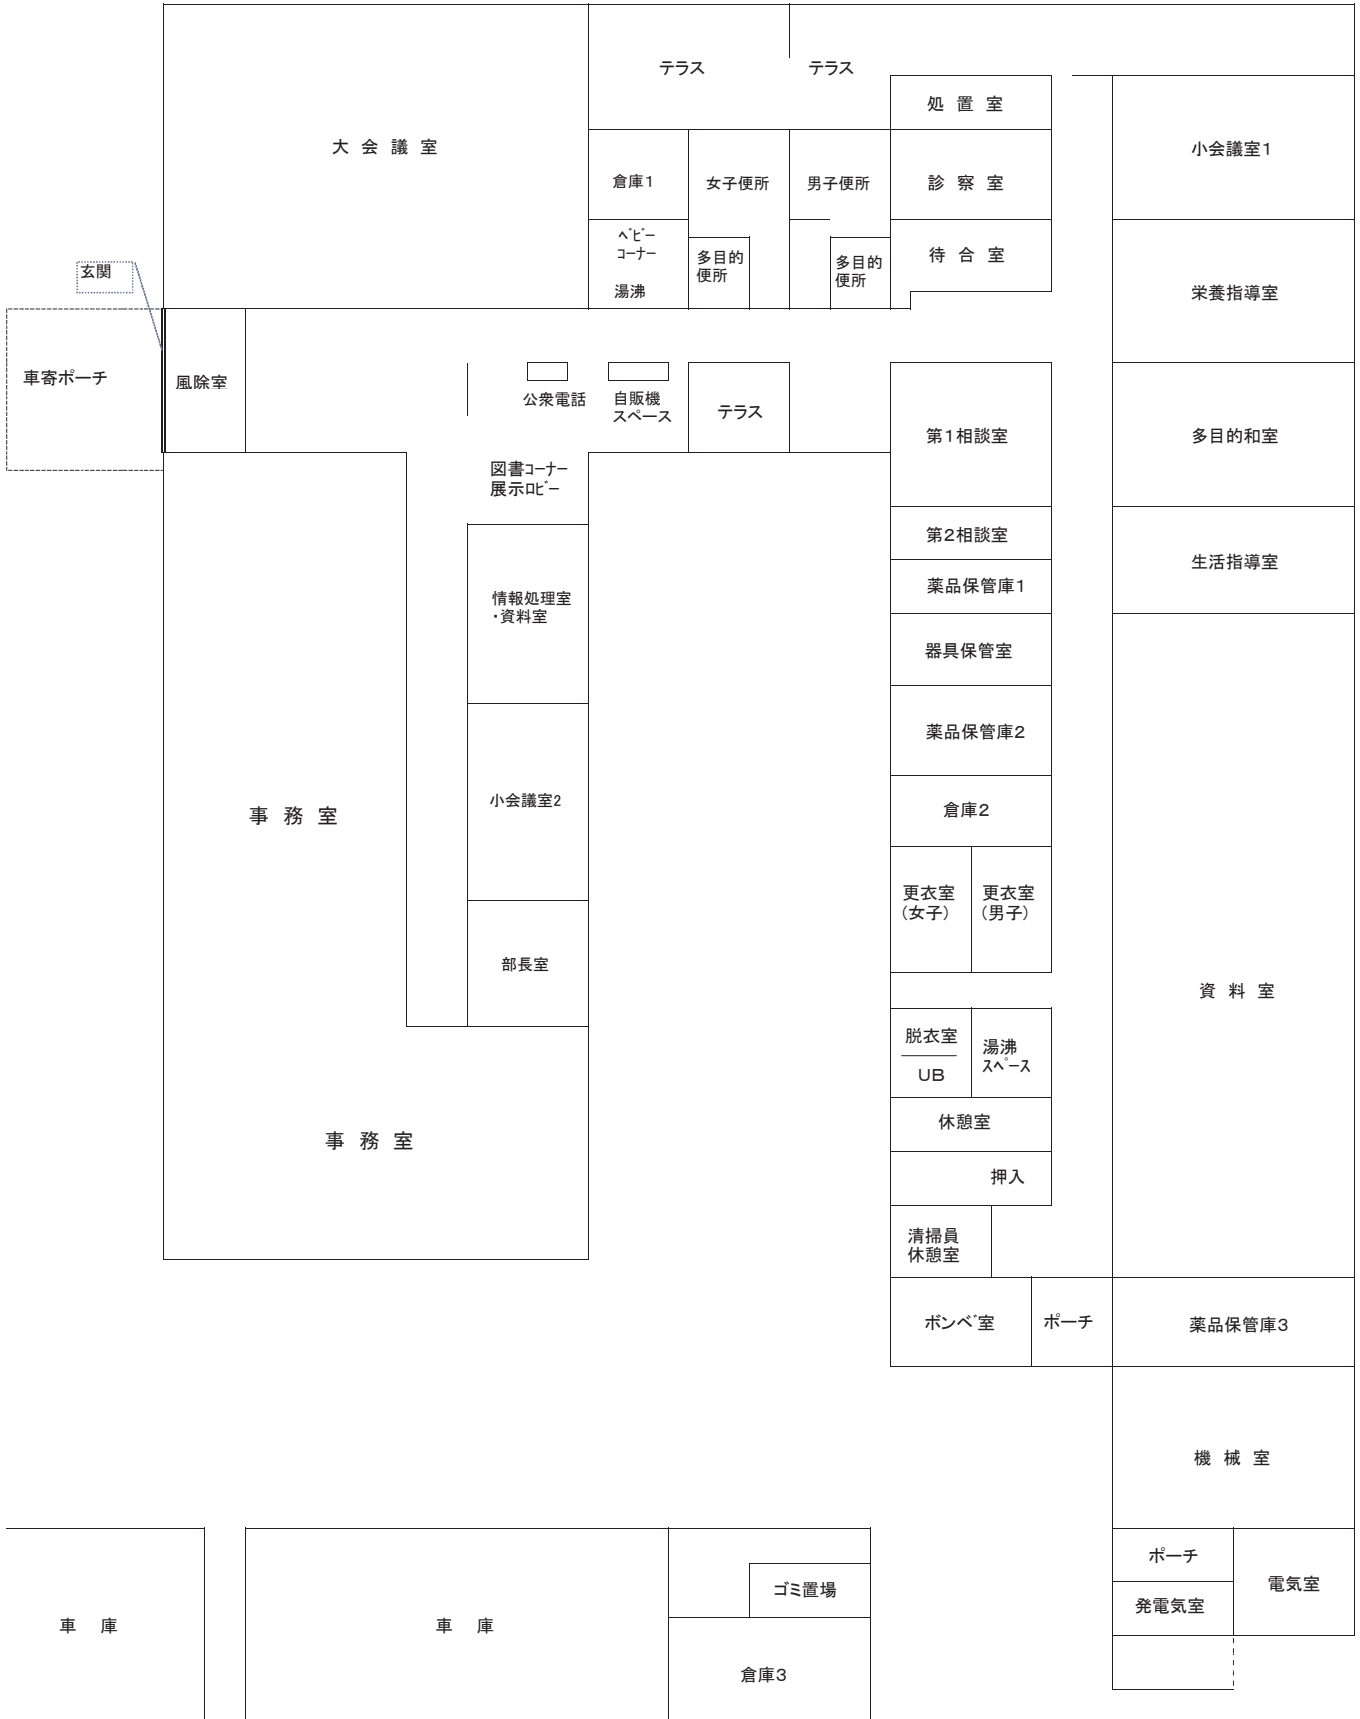 テラス
テラス
処 置 室
大 会 議 室
小会議室1
倉庫1
女子便所
男子便所
診 察 室
ベビー
コーナー
湯沸
多目的
便所
多目的
便所
待 合 室
玄関
栄養指導室
車寄ポーチ
風除室
公衆電話
自販機
スペース
テラス
第1相談室
多目的和室
図書コーナー
展示ロビー
第2相談室
生活指導室
薬品保管庫1
情報処理室
・資料室
器具保管室
薬品保管庫2
小会議室2
倉庫2
事 務 室
更衣室
(女子)
更衣室
(男子)
部長室
資 料 室
脱衣室
UB
湯沸
スペース
休憩室
事 務 室
押入
清掃員
休憩室
ボンベ室
ポーチ
薬品保管庫3
機 械 室
ポーチ
電気室
ゴミ置場
発電気室
車 庫
車 庫
倉庫3